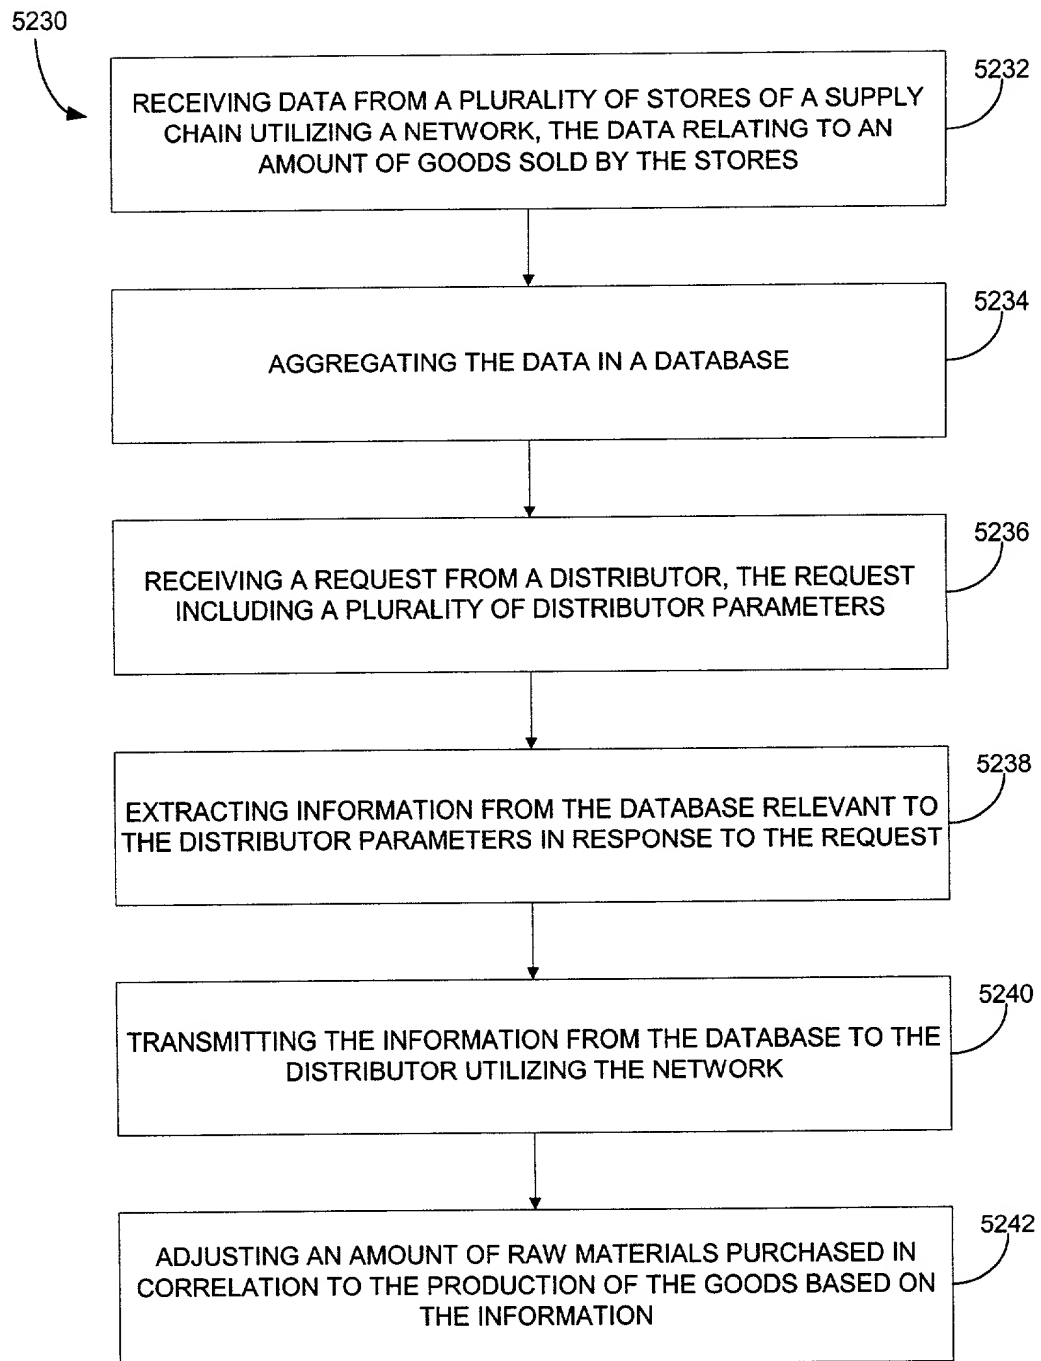 5230
5232
RECEIVING DATA FROM A PLURALITY OF STORES OF A SUPPLY
CHAIN UTILIZING A NETWORK, THE DATA RELATING TO AN
AMOUNT OF GOODS SOLD BY THE STORES
5234
AGGREGATING THE DATA IN A DATABASE
5236
RECEIVING A REQUEST FROM A DISTRIBUTOR, THE REQUEST
INCLUDING A PLURALITY OF DISTRIBUTOR PARAMETERS
5238
EXTRACTING INFORMATION FROM THE DATABASE RELEVANT TO
THE DISTRIBUTOR PARAMETERS IN RESPONSE TO THE REQUEST
5240
TRANSMITTING THE INFORMATION FROM THE DATABASE TO THE
DISTRIBUTOR UTILIZING THE NETWORK
5242
ADJUSTING AN AMOUNT OF RAW MATERIALS PURCHASED IN
CORRELATION TO THE PRODUCTION OF THE GOODS BASED ON
THE INFORMATION